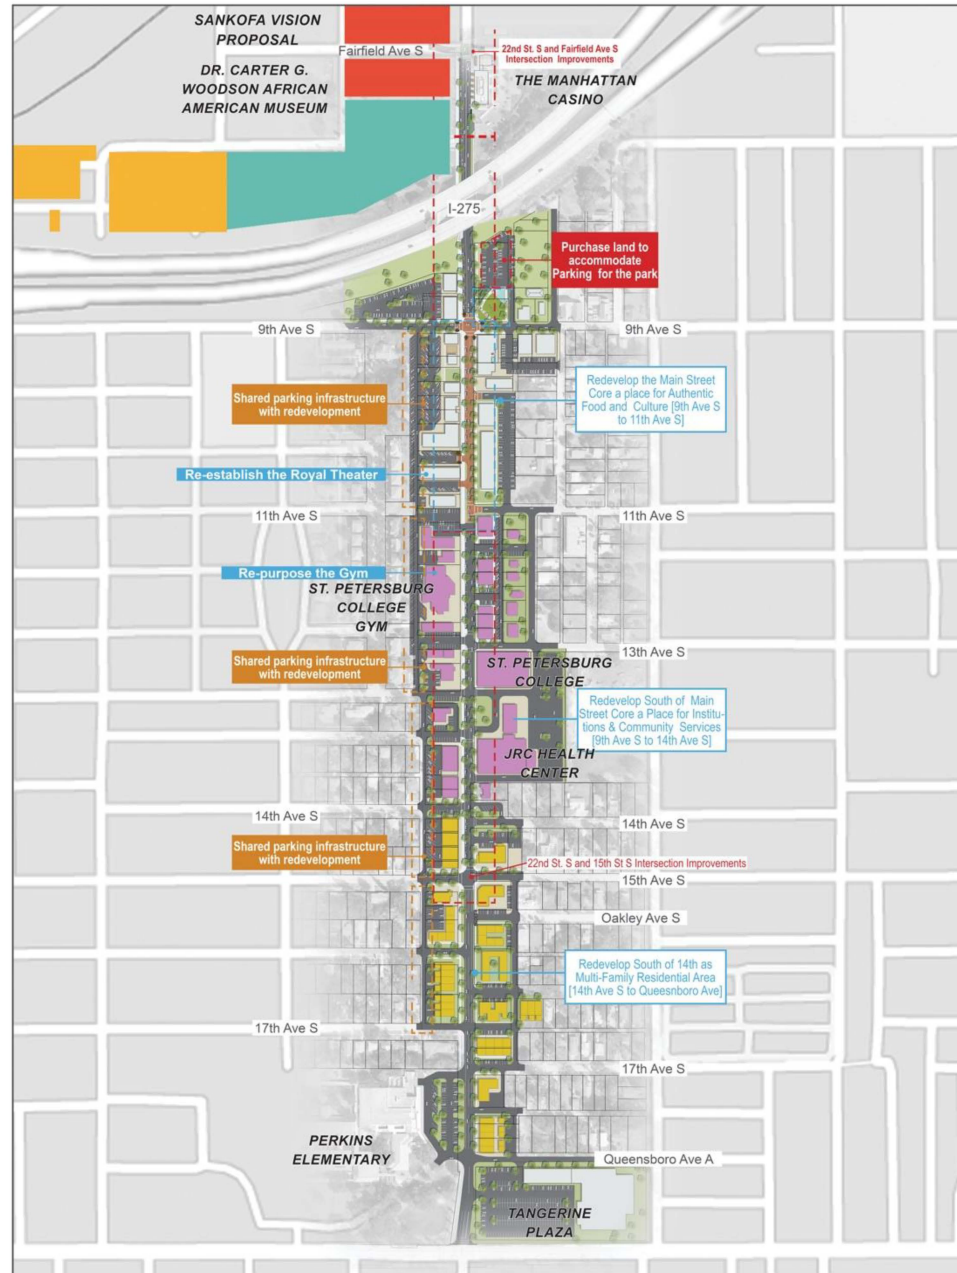 SANKOFA VISION
PROPOSAL
Fairfield Ave S
22nd St. S and Fairfield Ave S
Intersection Improvements
DR. CARTER G.
WOODSON AFRICAN
AMERICAN MUSEUM
THE MANHATTAN
CASINO
I-275
Purchase land to
accommodate
Parking for the park
9th Ave S
9th Ave S
Shared parking infrastructure
with redevelopment
Redevelop the Main Street
Core a place for Authentic
Food and Culture [9th Ave S
to 11th Ave S]
Re-establish the Royal Theater
11th Ave S
11th Ave S
Re-purpose the Gym
ST. PETERSBURG
COLLEGE
GYM
13th Ave S
Shared parking infrastructure
with redevelopment
ST. PETERSBURG
COLLEGE
Redevelop South of Main
Street Core a Place for Institu-
tions & Community Services
[9th Ave S to 14th Ave S]
JRC HEALTH
CENTER
14th Ave S
14th Ave S
Shared parking infrastructure
with redevelopment
22nd St. S and 15th St S Intersection Improvements
15th Ave S
Oakley Ave S
Redevelop South of 14th as
Multi-Family Residential Area
[14th Ave S to Queesnboro Ave]
17th Ave S
17th Ave S
PERKINS
ELEMENTARY
Queensboro Ave A
TANGERINE
PLAZA